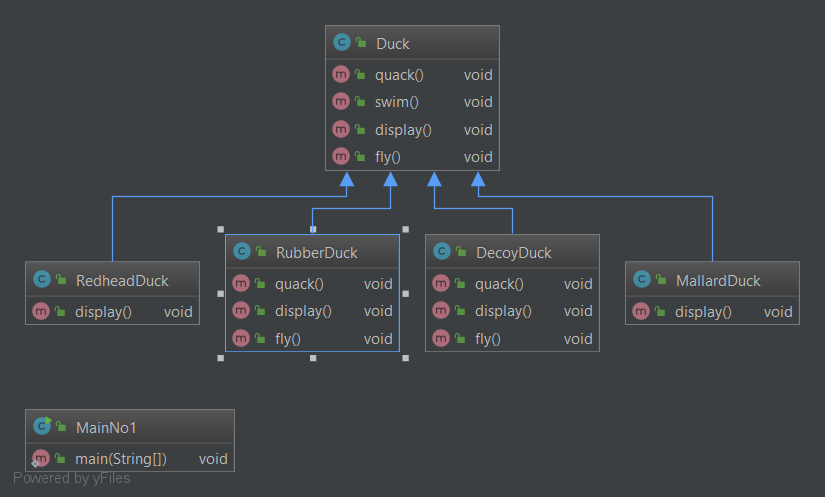 Duck
quack() void
swim() void
display() void
fly() void
RedheadDuck
display() void
RubberDuck
quack() void
display() void
fly() void
DecoyDuck
quack() void
display() void
fly() void
MallardDuck
display() void
MainNo1
main(String[]) void
Powered by yFiles